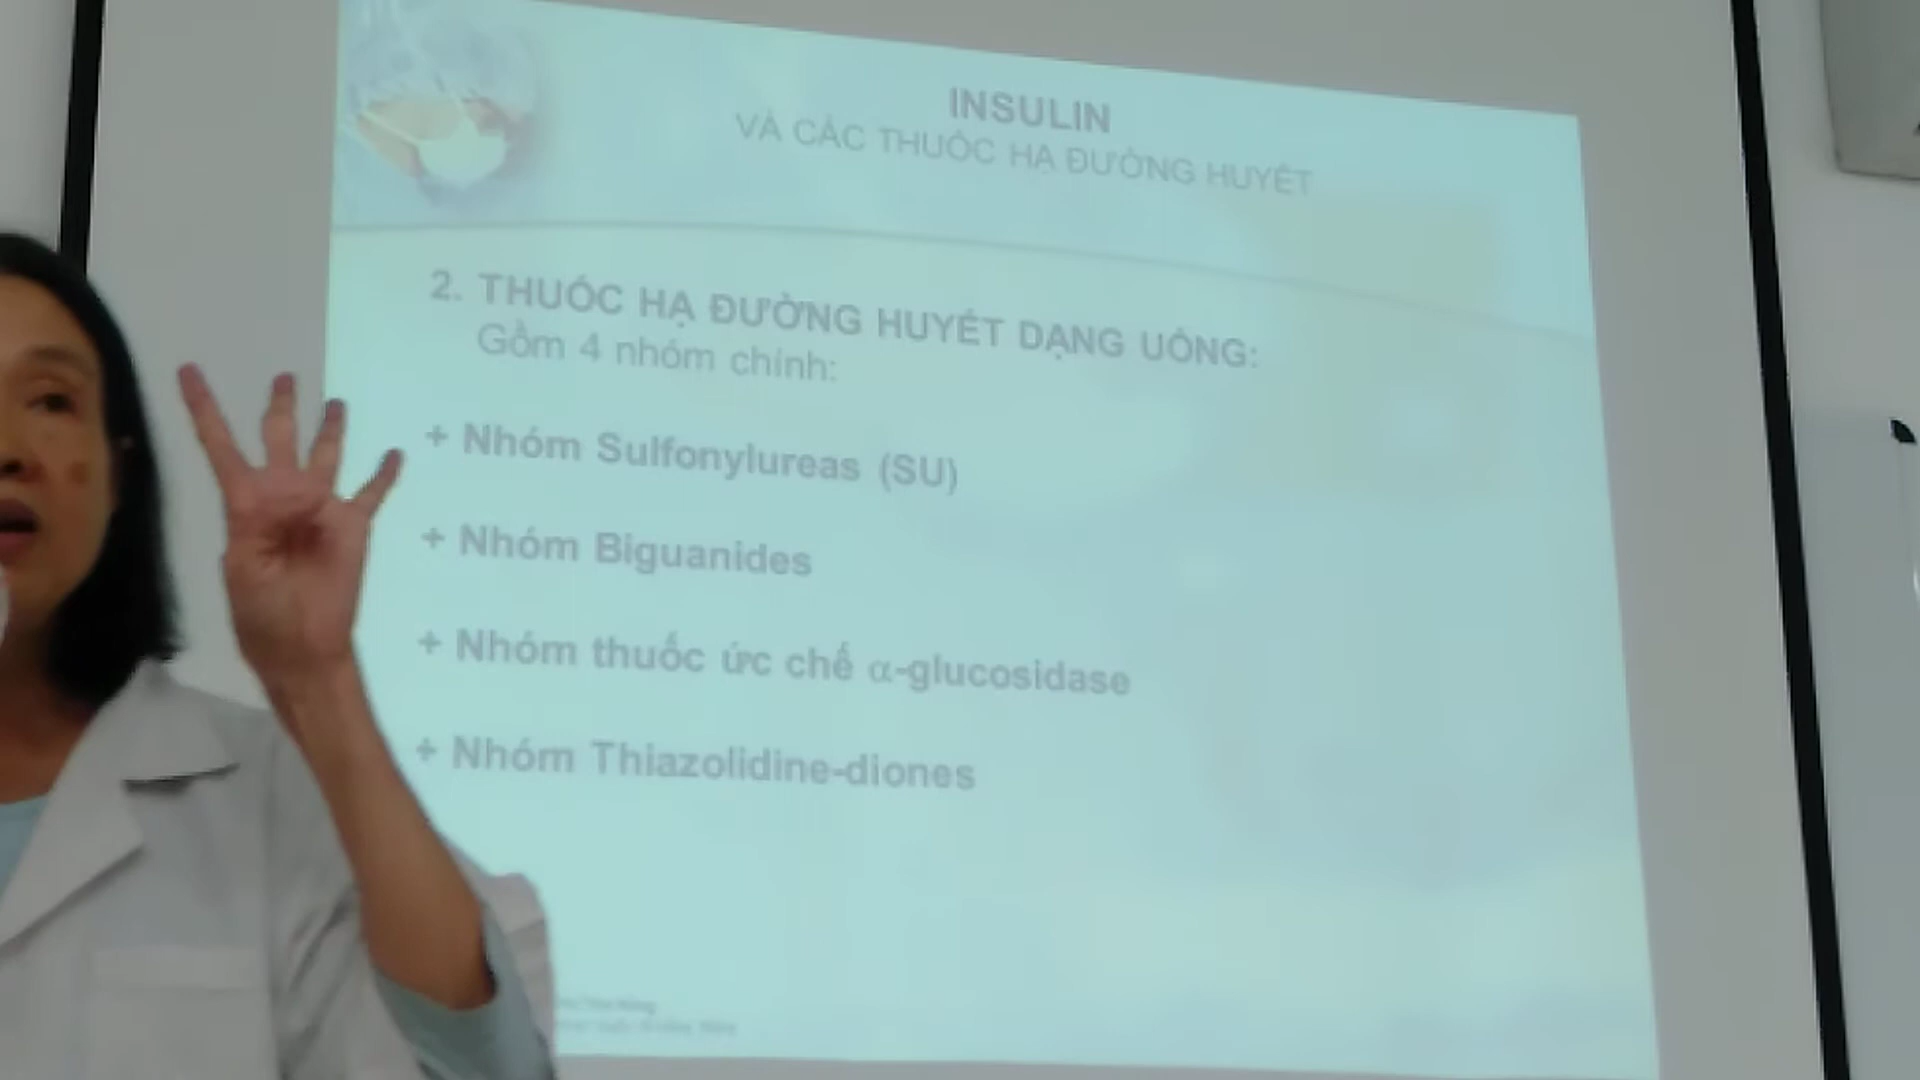 INSULIN
VÀ CÁC THUỐC HẠ ĐƯỜNG HUYẾT
2. THUỐC HẠ ĐƯỜNG HUYẾT DẠNG UỐNG:
Gồm 4 nhóm chính:
+ Nhóm Sulfonylureas (SU)
+ Nhóm Biguanides
+ Nhóm thuốc ức chế α-glucosidase
+ Nhóm Thiazolidine-diones